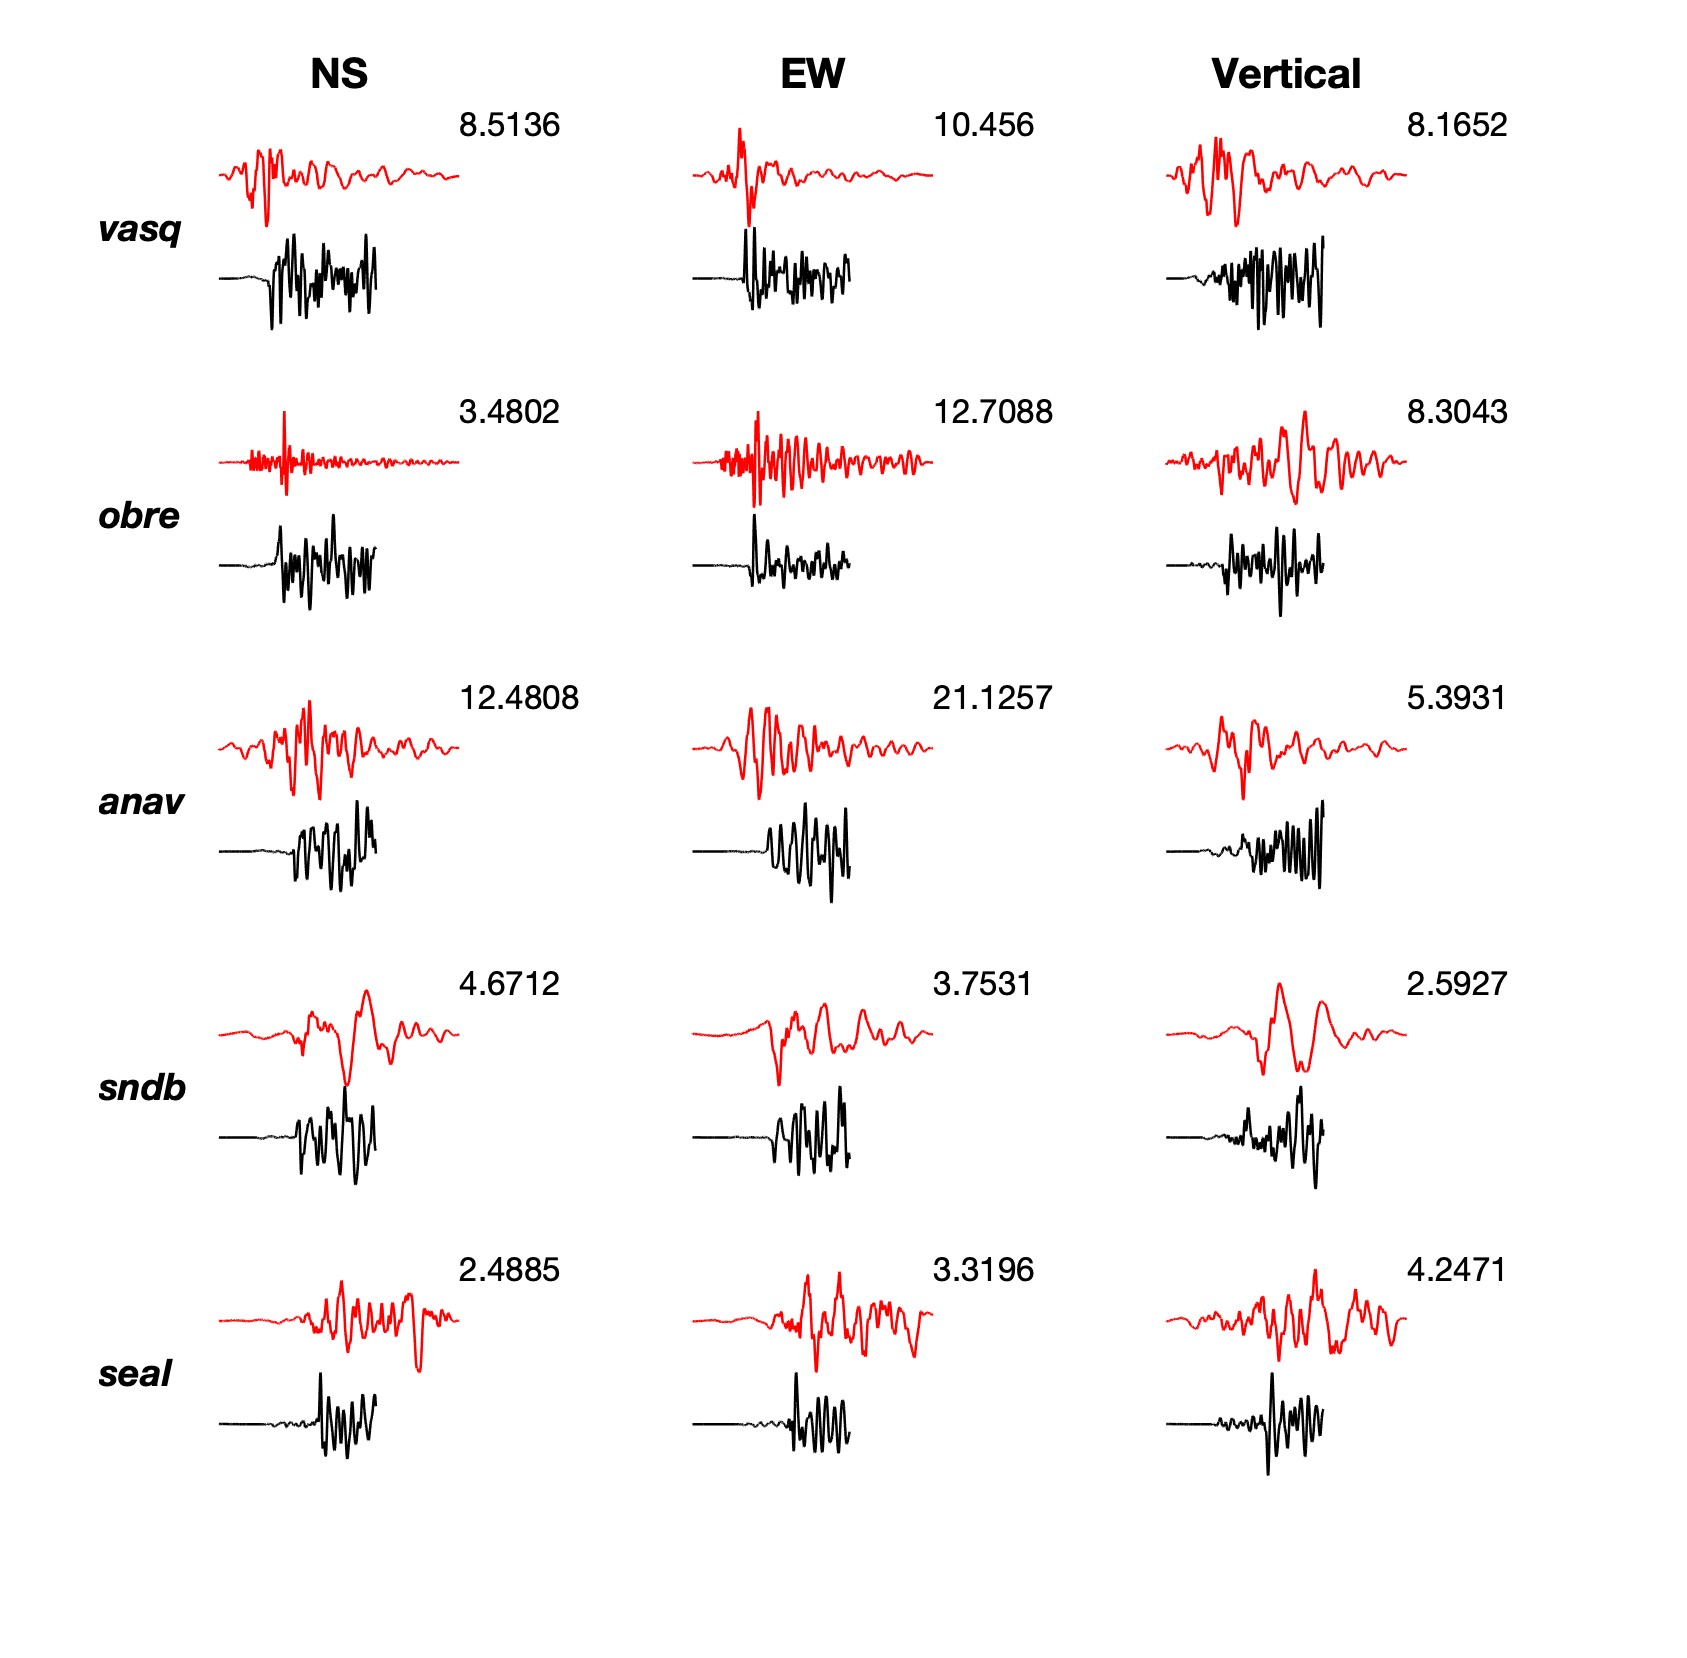 NS EW Vertical
8.5136 10.456 8.1652
vasq
3.4802 12.7088 8.3043
obre
12.4808 21.1257 5.3931
anav
4.6712 3.7531 2.5927
sndb
2.4885 3.3196 4.2471
seal